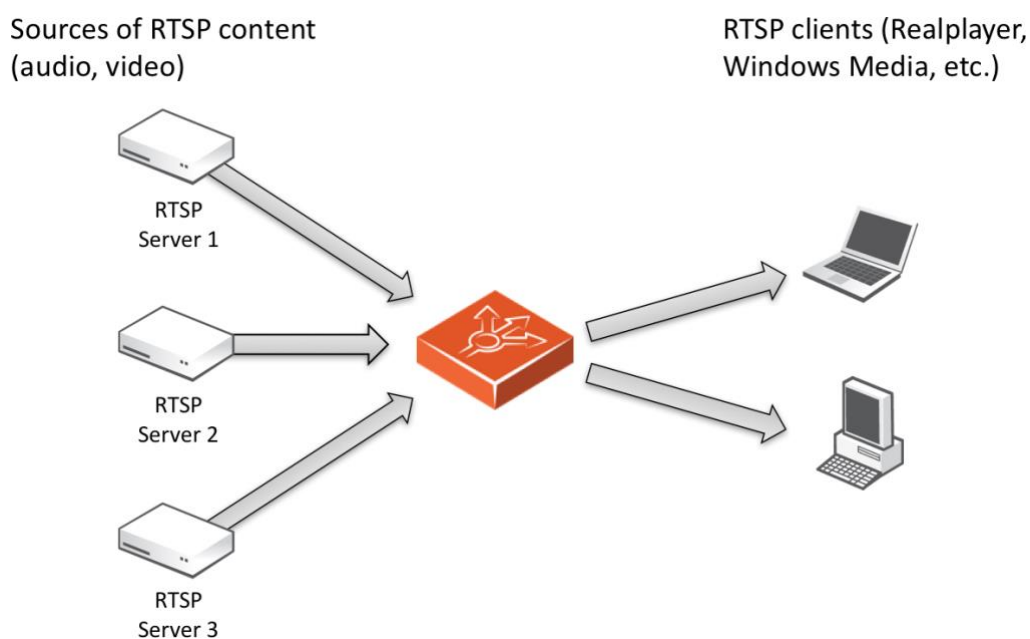 Sources of RTSP content
(audio, video)
RTSP clients (Realplayer,
Windows Media, etc.)
RTSP
Server 1
RTSP
Server 2
RTSP
Server 3